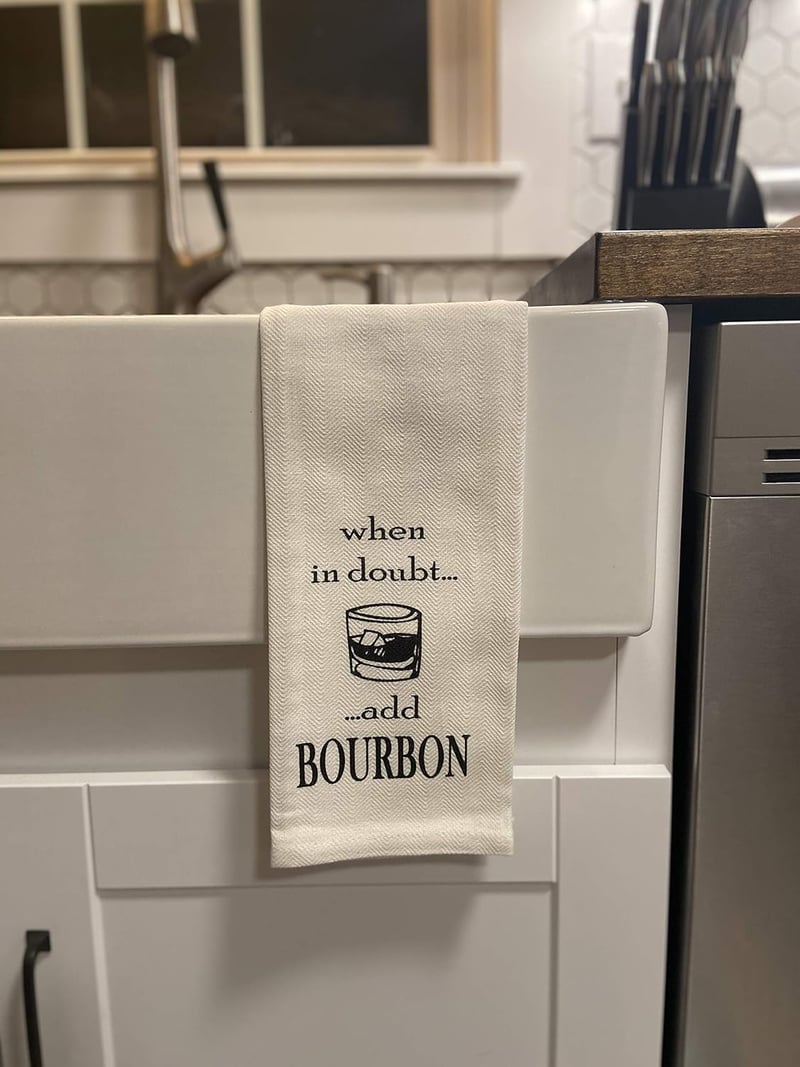 when
in doubt...
...add
BOURBON